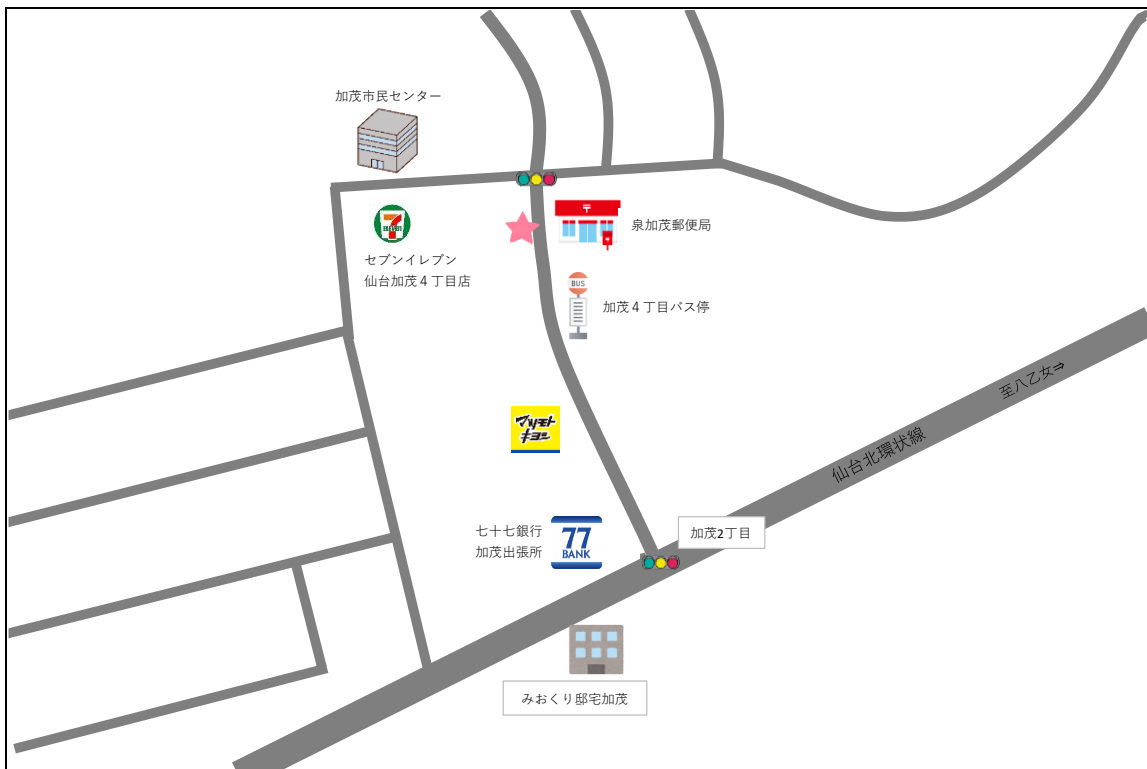 加茂市民センター
〒
7
ELEVEN
泉加茂郵便局
セブンイレブン
仙台加茂４丁目店
BUS
加茂４丁目バス停
至八乙女⇒
マツモト
キヨシ
仙台北環状線
七十七銀行
加茂出張所
77
BANK
加茂2丁目
みおくり邸宅加茂